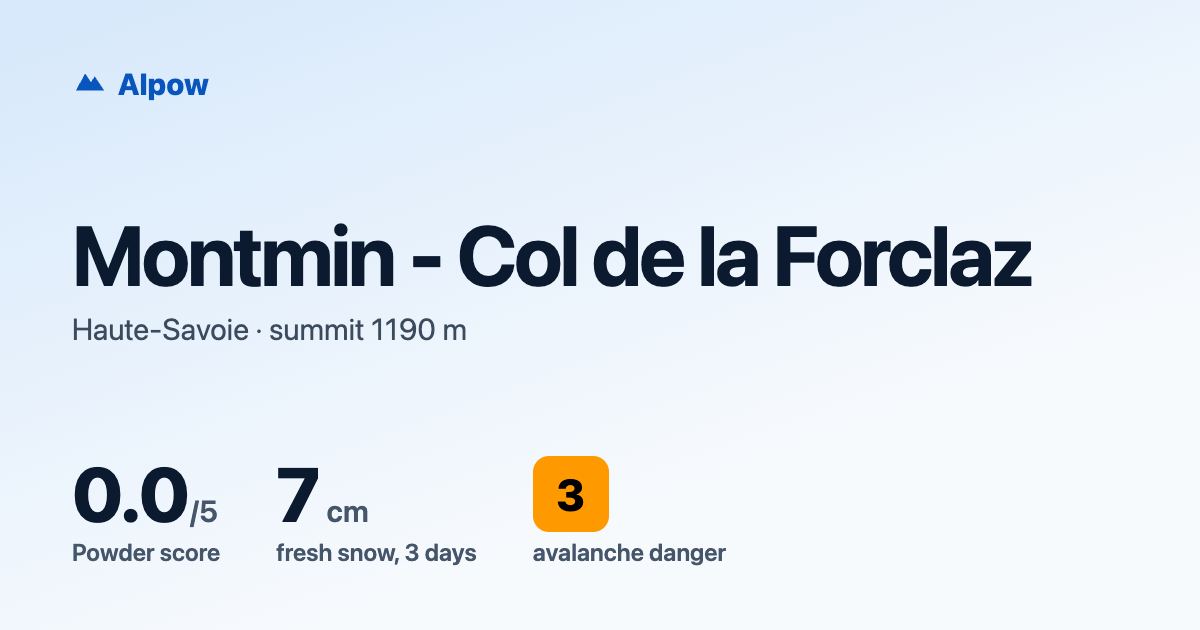 Alpow
Montmin - Col de la Forclaz
Haute-Savoie · summit 1190 m
0.0/5
Powder score
7 cm
fresh snow, 3 days
3
avalanche danger